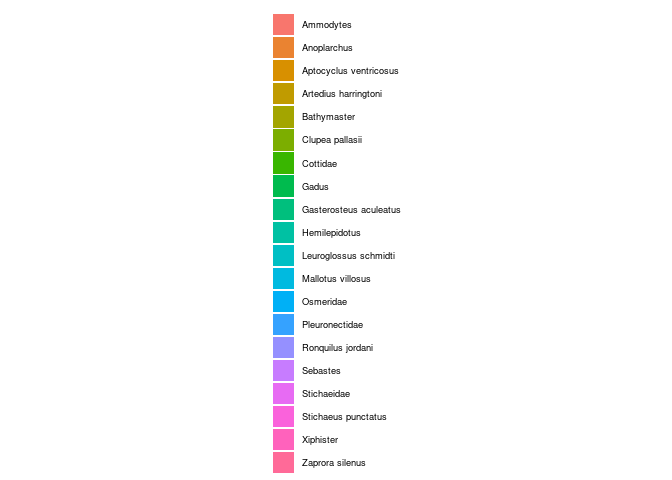 Ammodytes
Anoplarchus
Aptocyclus ventricosus
Artedius harringtoni
Bathymaster
Clupea pallasii
Cottidae
Gadus
Gasterosteus aculeatus
Hemilepidotus
Leuroglossus schmidti
Mallotus villosus
Osmeridae
Pleuronectidae
Ronquilus jordani
Sebastes
Stichaeidae
Stichaeus punctatus
Xiphister
Zaprora silenus